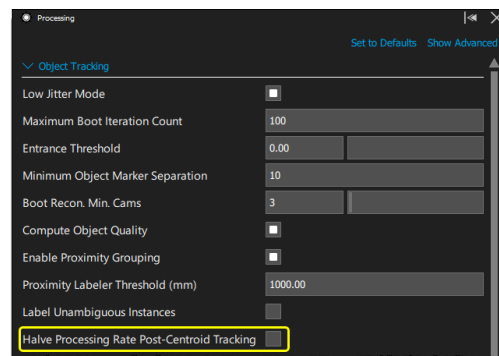 Processing
Set to Defaults Show Advanced
Object Tracking
Low Jitter Mode
Maximum Boot Iteration Count 100
Entrance Threshold 0.00
Minimum Object Marker Separation 10
Boot Recon. Min. Cams 3
Compute Object Quality
Enable Proximity Grouping
Proximity Labeler Threshold (mm) 1000.00
Label Unambiguous Instances
Halve Processing Rate Post-Centroid Tracking